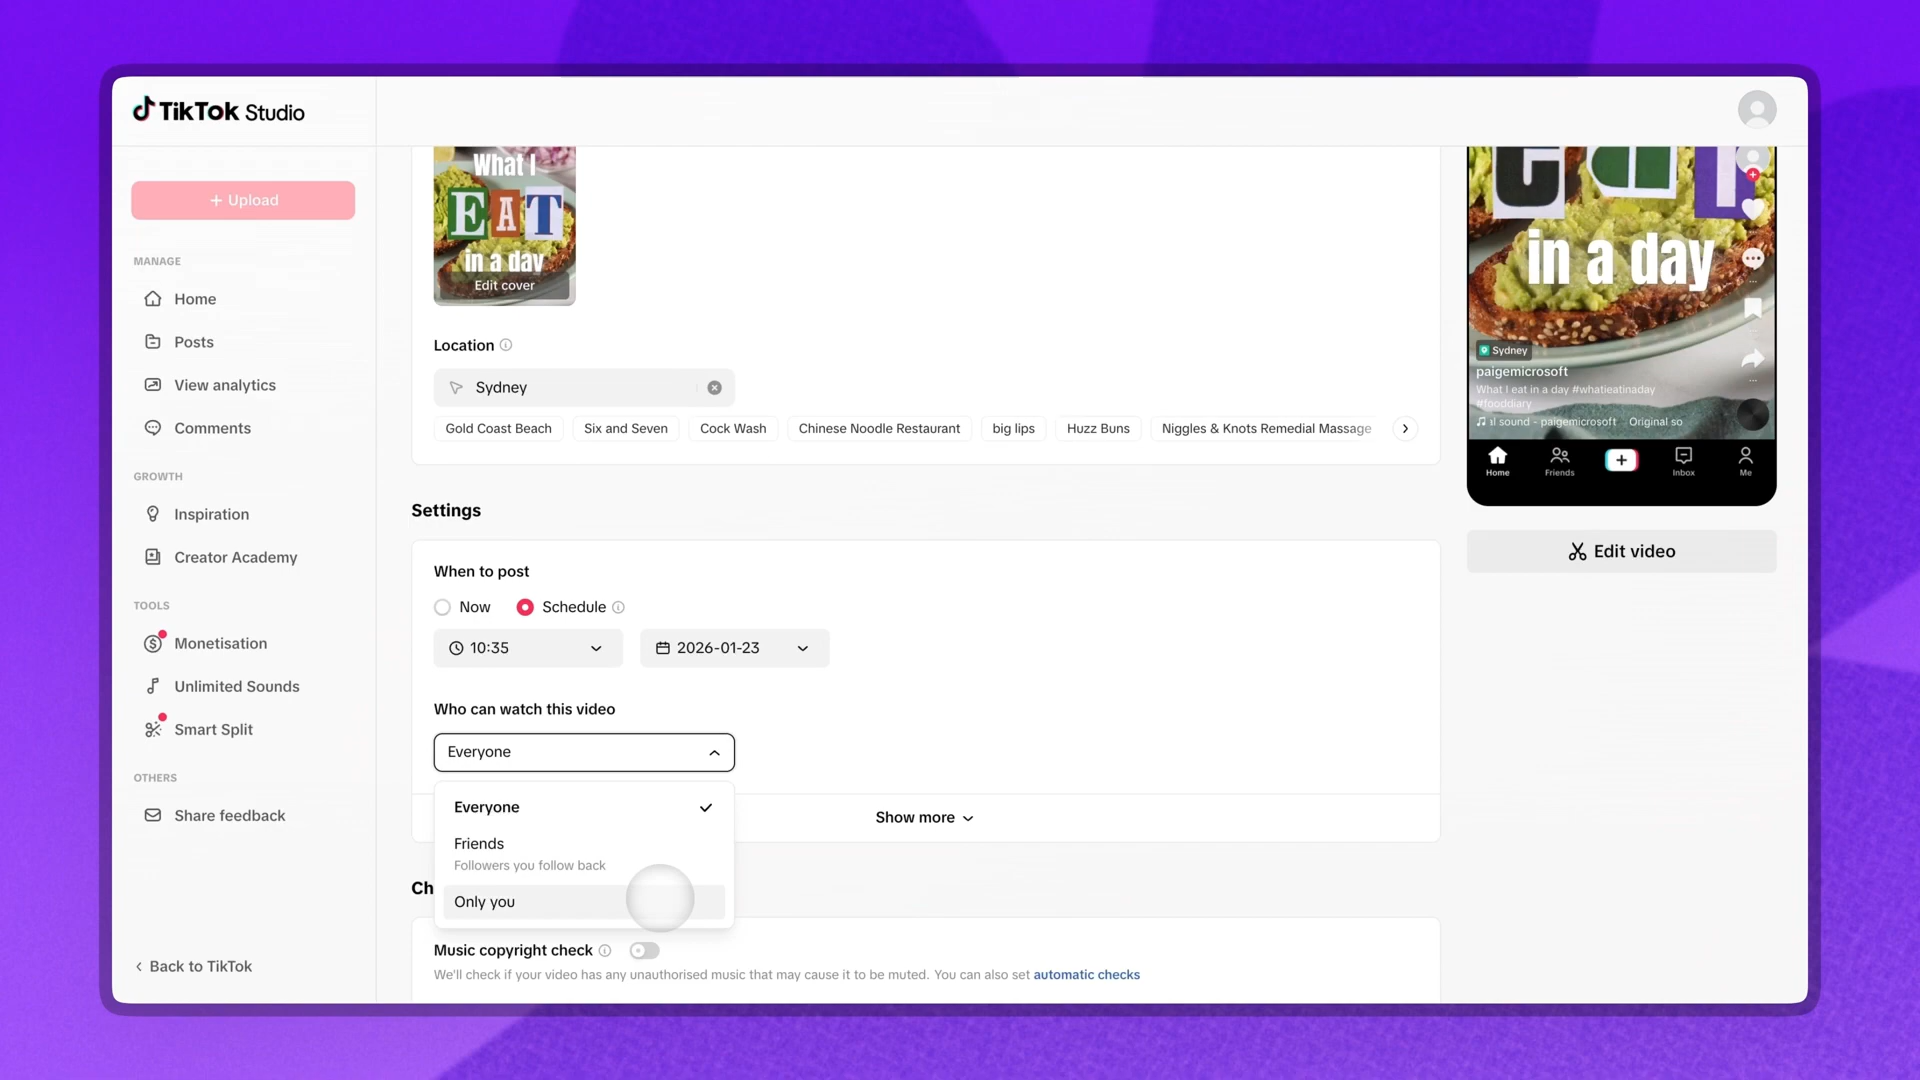 TikTok Studio
+ Upload
MANAGE
Home
Posts
View analytics
Comments
GROWTH
Inspiration
Creator Academy
TOOLS
Monetisation
Unlimited Sounds
Smart Split
OTHERS
Share feedback
Back to TikTok
What I
EAT
in a day
Edit cover
Location
Sydney
Gold Coast Beach
Six and Seven
Cock Wash
Chinese Noodle Restaurant
big lips
Huzz Buns
Niggles & Knots Remedial Massage
Settings
When to post
Now
Schedule
10:35
2026-01-23
Who can watch this video
Everyone
Everyone
Friends
Followers you follow back
Only you
Show more
Ch
Music copyright check
We'll check if your video has any unauthorised music that may cause it to be muted. You can also set automatic checks
EAT
in a day
Sydney
paigemicrosoft
What I eat in a day #whatieatinaday
#fooddiary
al sound - paigemicrosoft Original so
Home
Friends
Inbox
Me
Edit video